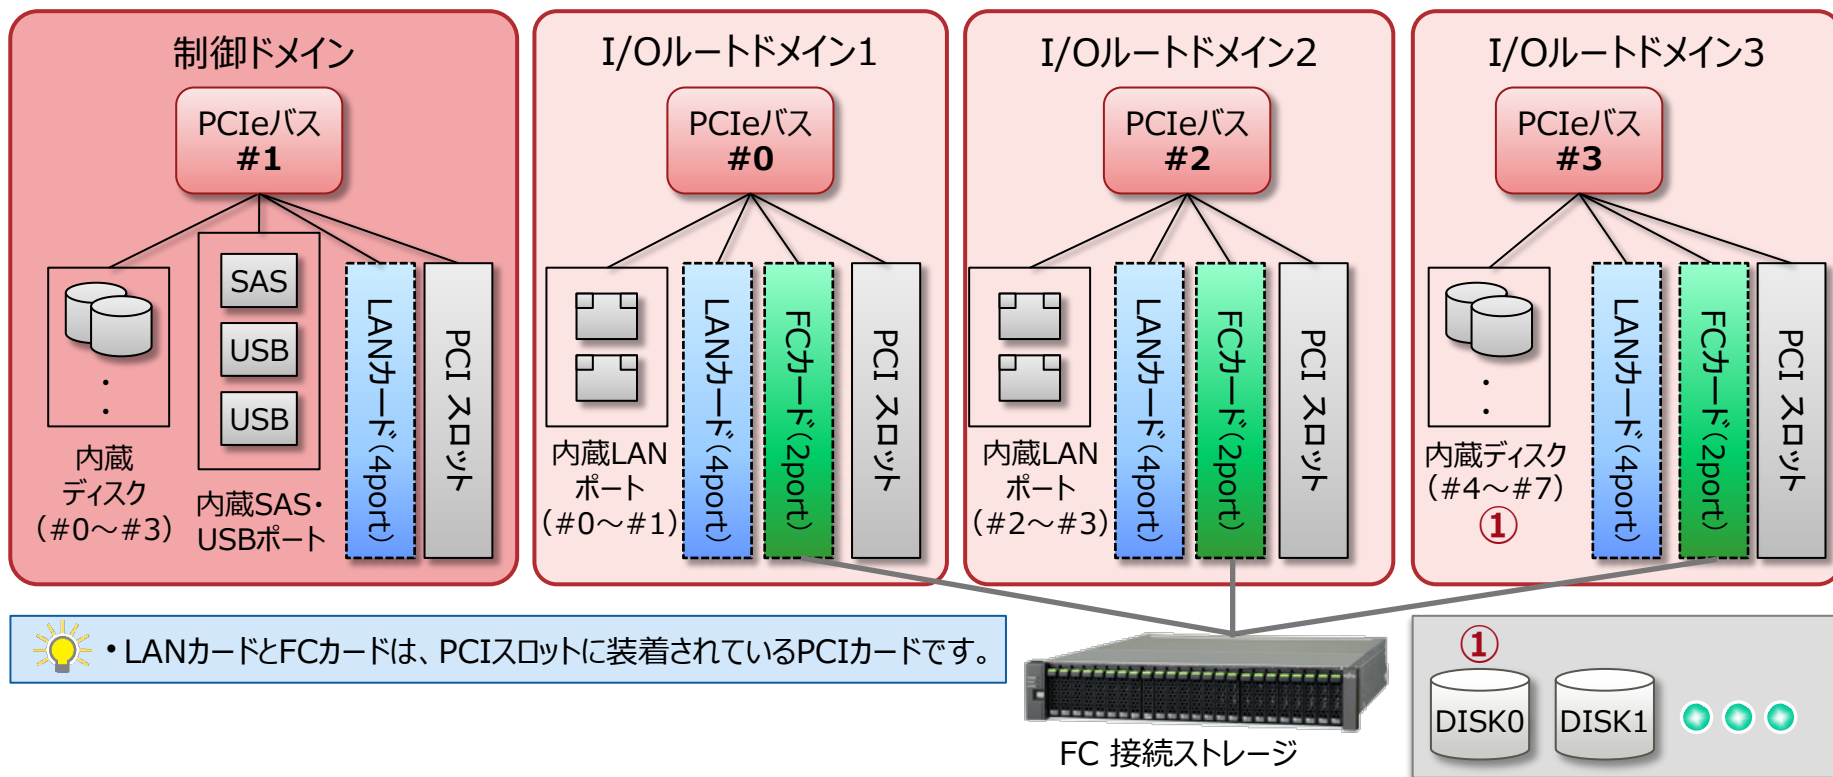 制御ドメイン
PCIeバス
#1
SAS
USB
USB
内蔵
ディスク
(#0～#3)
内蔵SAS・
USBポート
LANカード(4port)
PCI スロット
I/Oルートドメイン1
PCIeバス
#0
内蔵LAN
ポート
(#0～#1)
LANカード(4port)
FCカード(2port)
PCI スロット
I/Oルートドメイン2
PCIeバス
#2
内蔵LAN
ポート
(#2～#3)
LANカード(4port)
FCカード(2port)
PCI スロット
I/Oルートドメイン3
PCIeバス
#3
内蔵ディスク
(#4～#7)
①
LANカード(4port)
FCカード(2port)
PCI スロット
・LANカードとFCカードは、PCIスロットに装着されているPCIカードです。
FC 接続ストレージ
①
DISK0
DISK1